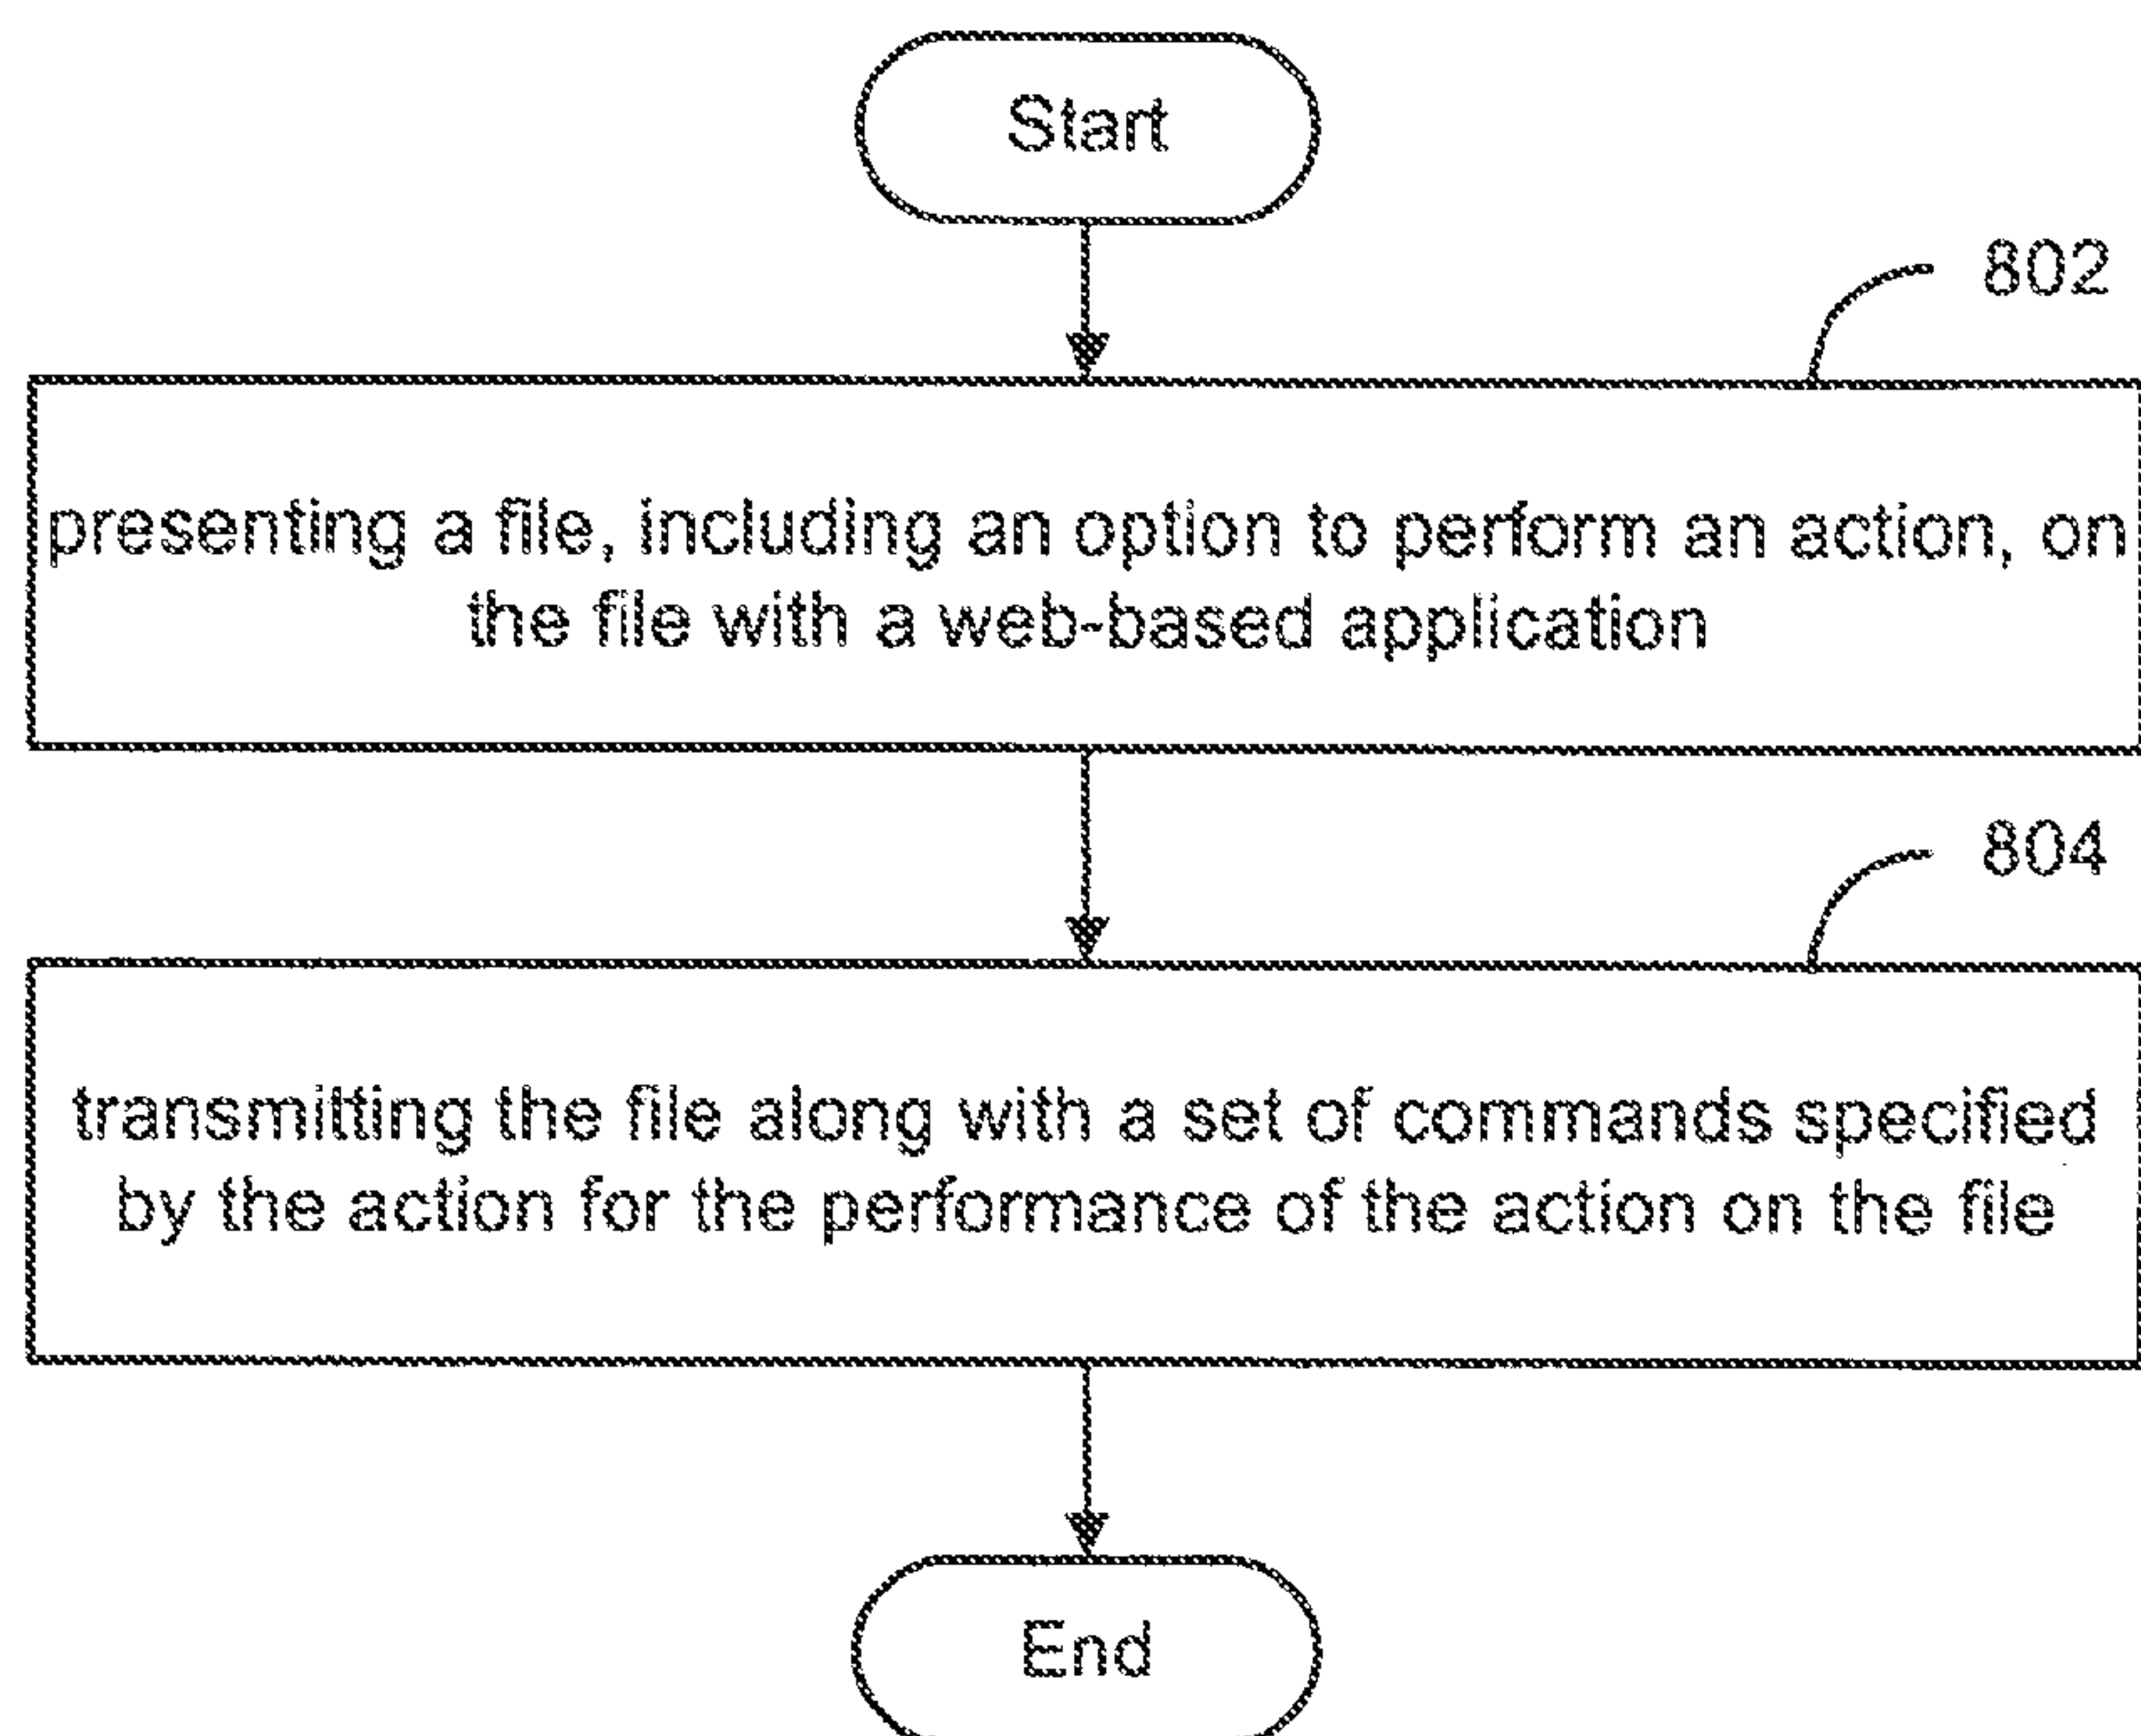 Start
802
presenting a file, including an option to perform an action, on
the file with a web-based application
804
transmitting the file along with a set of commands specified
by the action for the performance of the action on the file
End